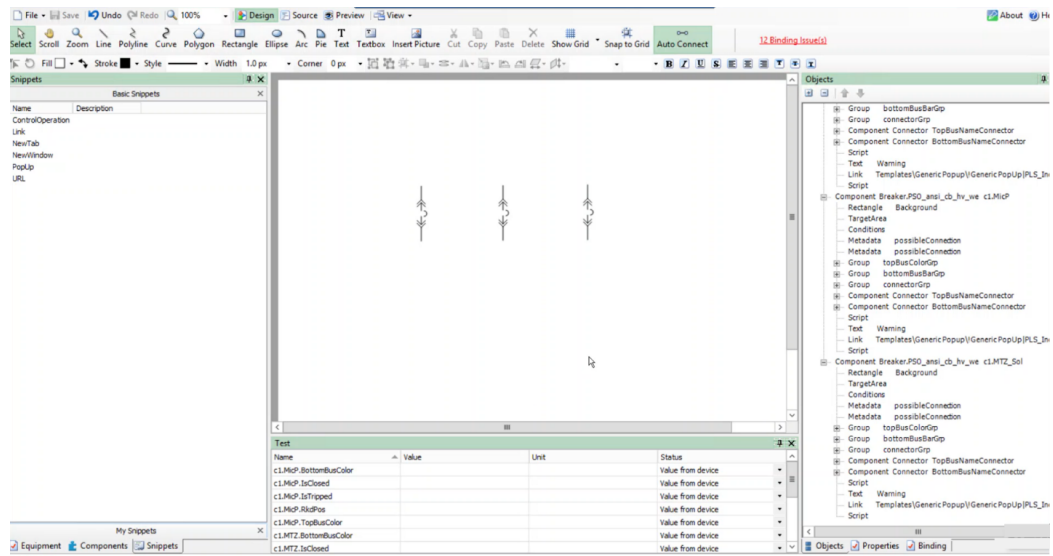 File Save Undo Redo 100% Design Source Preview View About
Select Scroll Zoom Line Polyline Curve Polygon Rectangle Ellipse Arc Pie Text Textbox Insert Picture Cut Copy Paste Delete Show Grid Snap to Grid Auto Connect 12 Binding Issue(s)
Fill Stroke Style Width 1.0 px Corner 0 px B I U S
Snippets
Basic Snippets
Name Description
ControlOperation
Link
NewTab
NewWindow
PopUp
URL
My Snippets
Equipment Components Snippets
Test
Name Value Unit Status
c1.MicP.BottomBusColor Value from device
c1.MicP.IsClosed Value from device
c1.MicP.IsTripped Value from device
c1.MicP.RkdPos Value from device
c1.MicP.TopBusColor Value from device
c1.MTZ.BottomBusColor Value from device
c1.MTZ.IsClosed Value from device
Objects
Group bottomBusBarGrp
Group connectorGrp
Component Connector TopBusNameConnector
Component Connector BottomBusNameConnector
Script
Text Warning
Link Templates\Generic Popup\!Generic PopUp|PLS_In
Script
Component Breaker.PSO_ansi_cb_hv_we c1.MicP
Rectangle Background
TargetArea
Conditions
Metadata possibleConnection
Metadata possibleConnection
Group topBusColorGrp
Group bottomBusBarGrp
Group connectorGrp
Component Connector TopBusNameConnector
Component Connector BottomBusNameConnector
Script
Text Warning
Link Templates\Generic Popup\!Generic PopUp|PLS_In
Script
Component Breaker.PSO_ansi_cb_hv_we c1.MTZ_Sol
Rectangle Background
TargetArea
Conditions
Metadata possibleConnection
Metadata possibleConnection
Group topBusColorGrp
Group bottomBusBarGrp
Group connectorGrp
Component Connector TopBusNameConnector
Component Connector BottomBusNameConnector
Script
Text Warning
Link Templates\Generic Popup\!Generic PopUp|PLS_In
Script
Objects Properties Binding